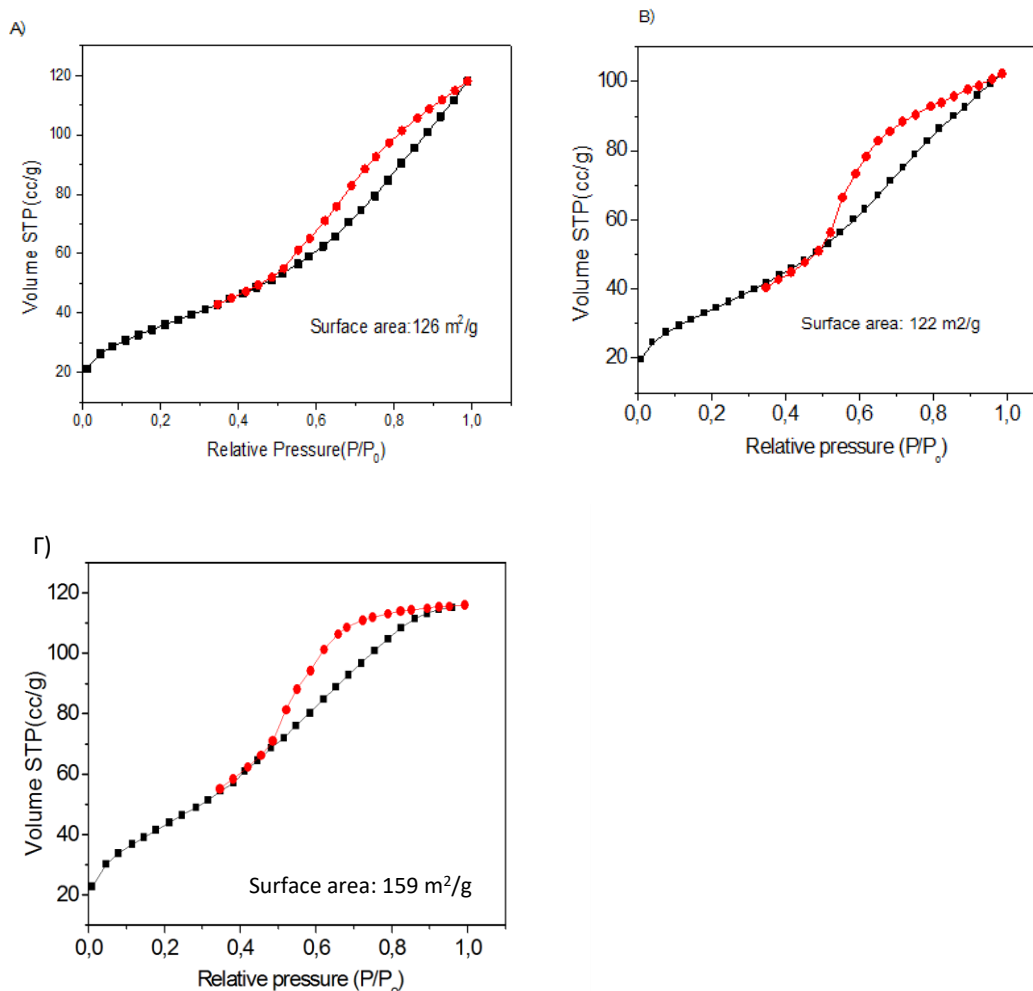 A)
120
100
80
60
40
20
Volume STP(cc/g)
Surface area:126 m²/g
0,0 0,2 0,4 0,6 0,8 1,0
Relative Pressure(P/P₀)
B)
100
80
60
40
20
Volume STP(cc/g)
Surface area: 122 m2/g
0,0 0,2 0,4 0,6 0,8 1,0
Relative pressure (P/P₀)
Γ)
120
100
80
60
40
20
Volume STP(cc/g)
Surface area: 159 m²/g
0,0 0,2 0,4 0,6 0,8 1,0
Relative pressure (P/P₀)